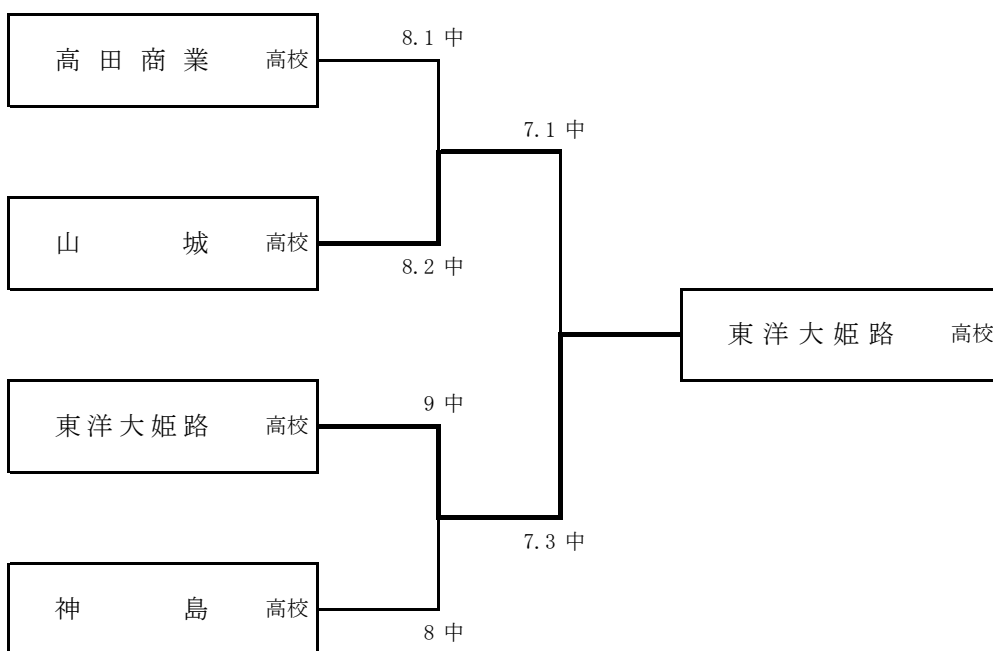 8.1 中
高田商業 高校
7.1 中
山城 高校
8.2 中
東洋大姫路 高校
9 中
東洋大姫路 高校
7.3 中
神島 高校
8 中